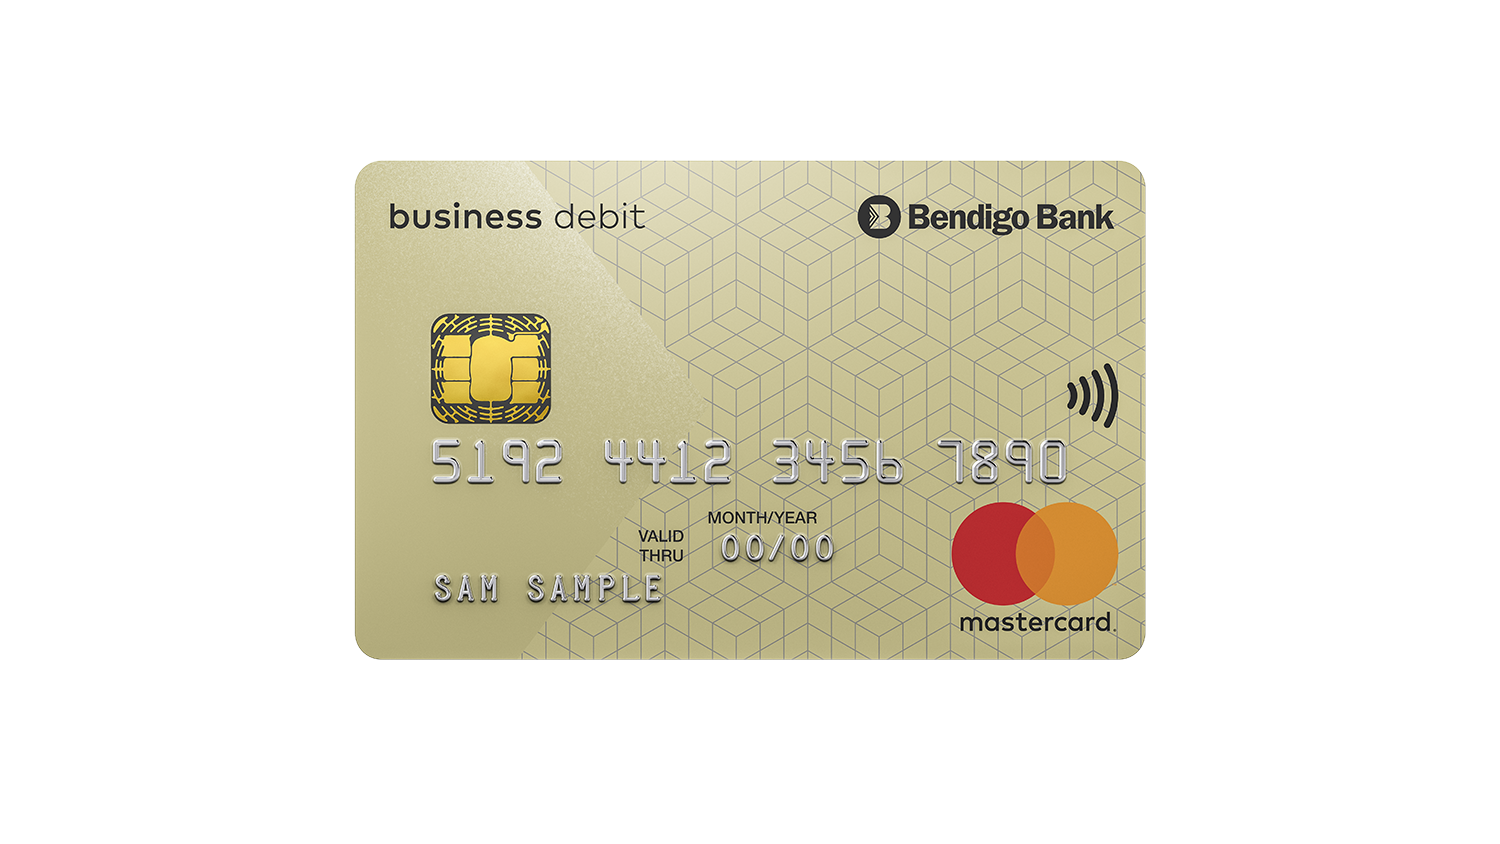 business debit
Bendigo Bank
5192 4412 3456 7890
MONTH/YEAR
VALID
THRU
00/00
SAM SAMPLE
mastercard.